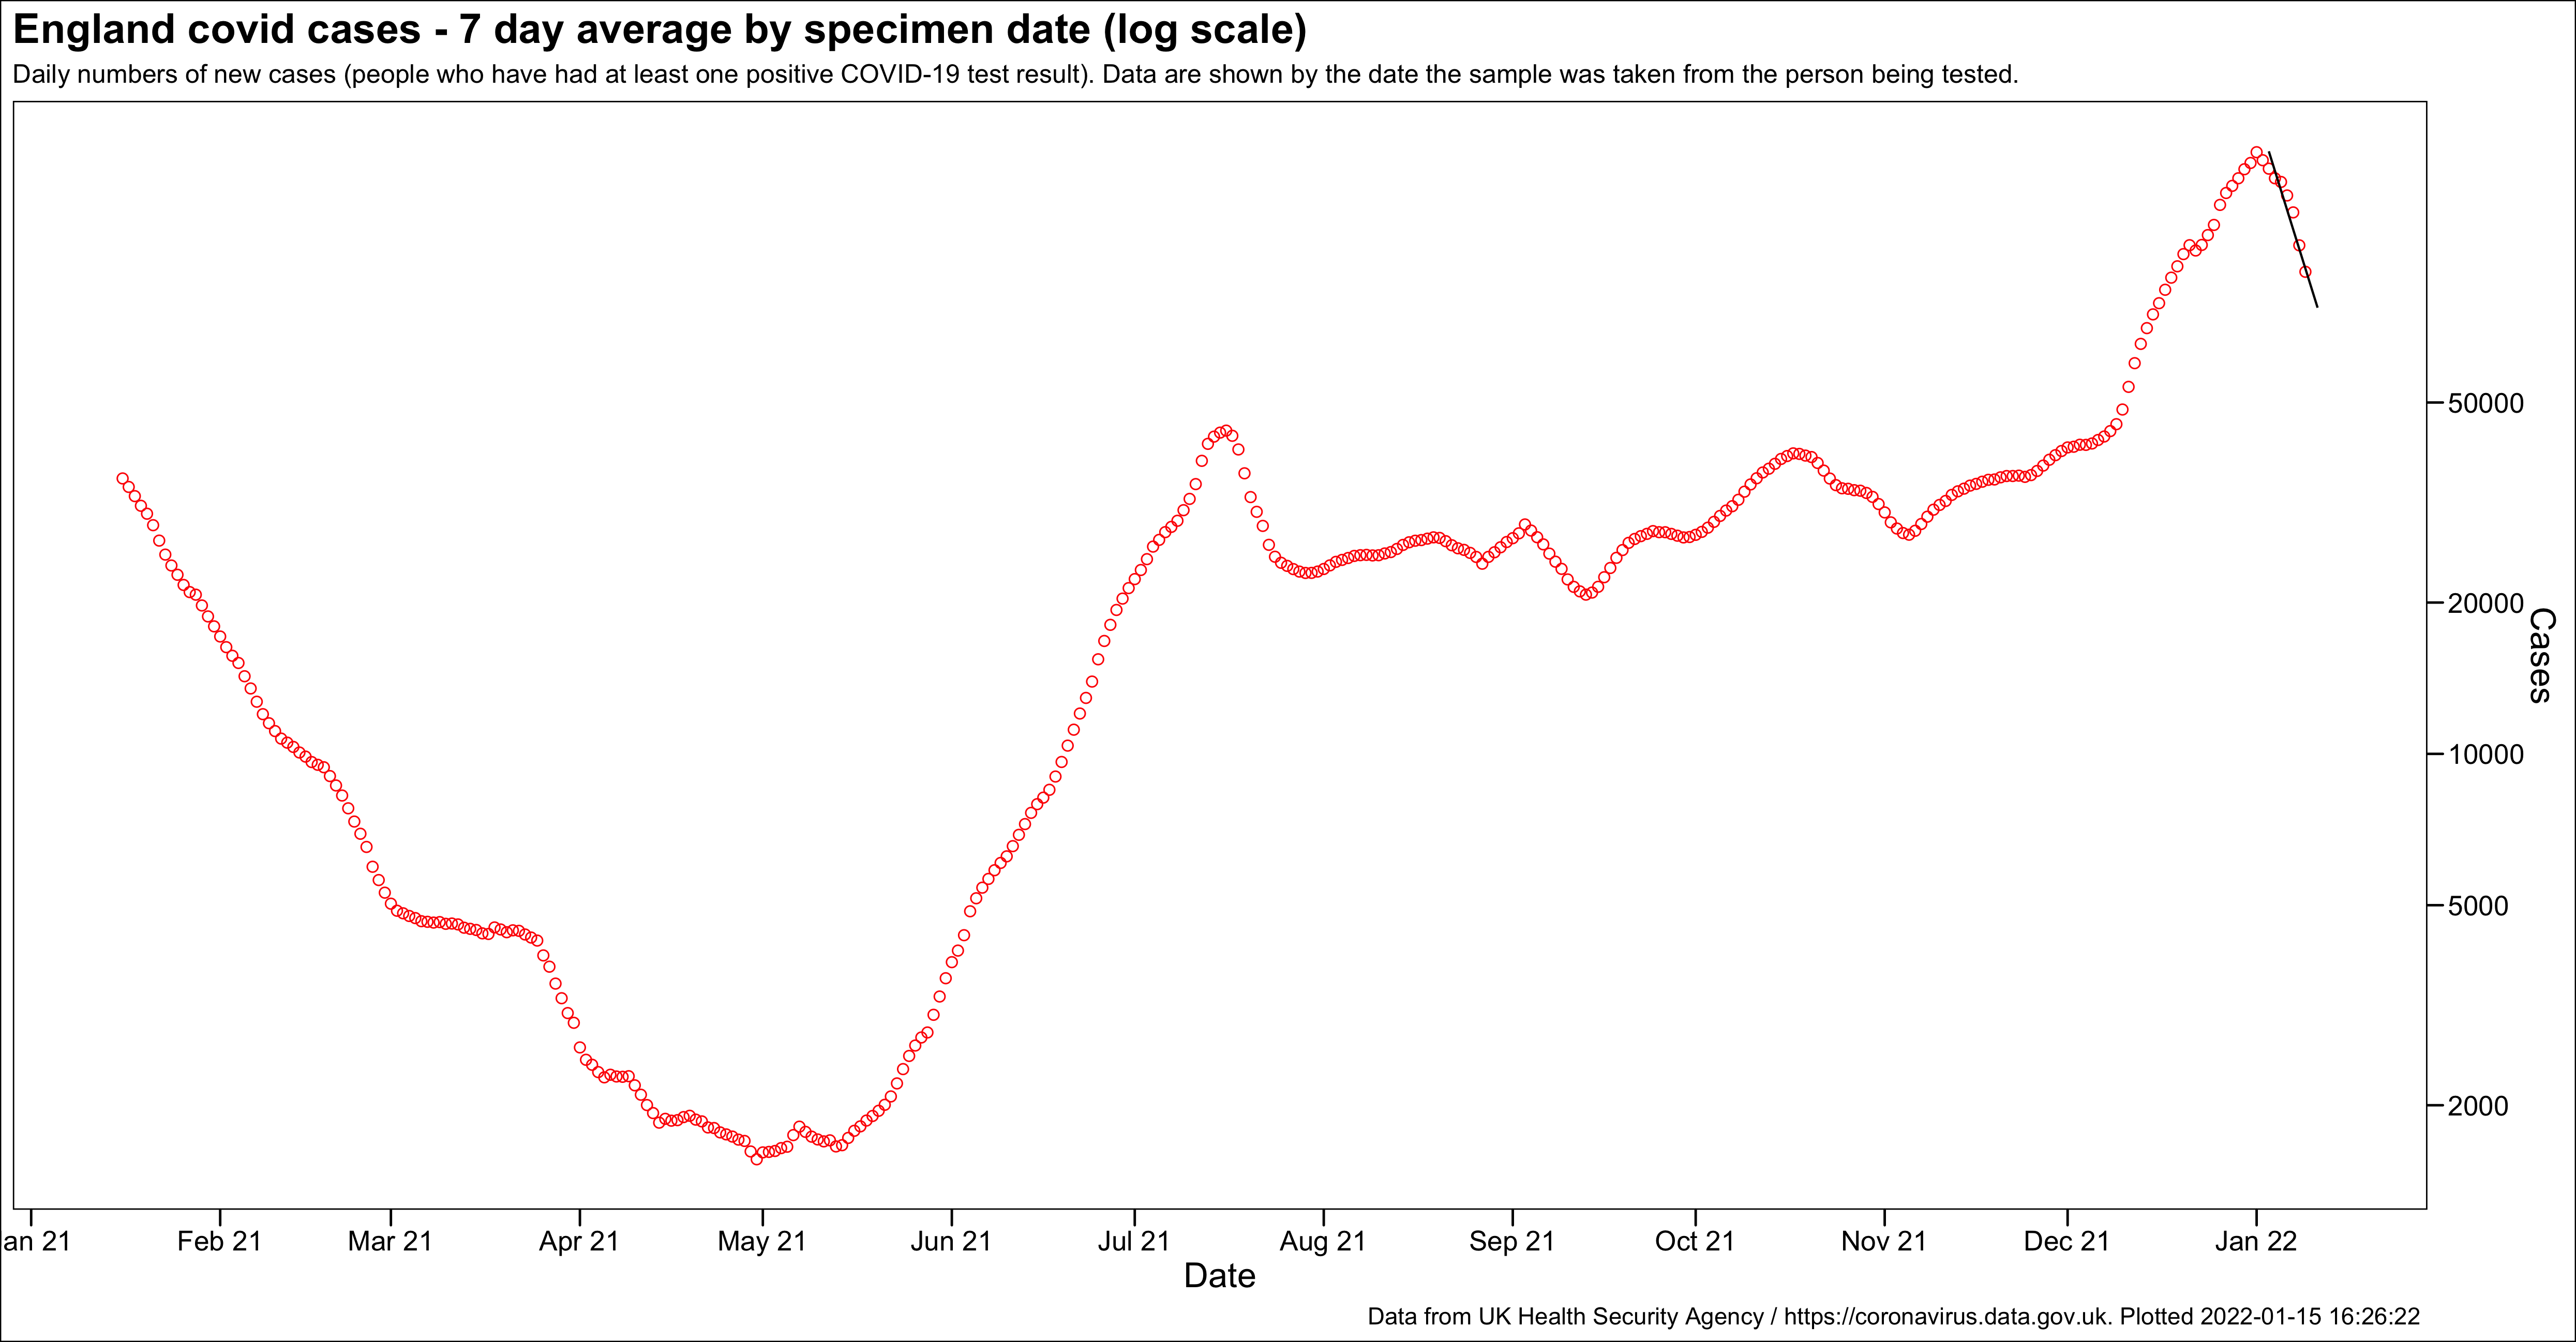 England covid cases - 7 day average by specimen date (log scale)
Daily numbers of new cases (people who have had at least one positive COVID-19 test result). Data are shown by the date the sample was taken from the person being tested.
50000
20000
10000
5000
2000
Cases
an 21 Feb 21 Mar 21 Apr 21 May 21 Jun 21 Jul 21 Aug 21 Sep 21 Oct 21 Nov 21 Dec 21 Jan 22
Date
Data from UK Health Security Agency / https://coronavirus.data.gov.uk. Plotted 2022-01-15 16:26:22